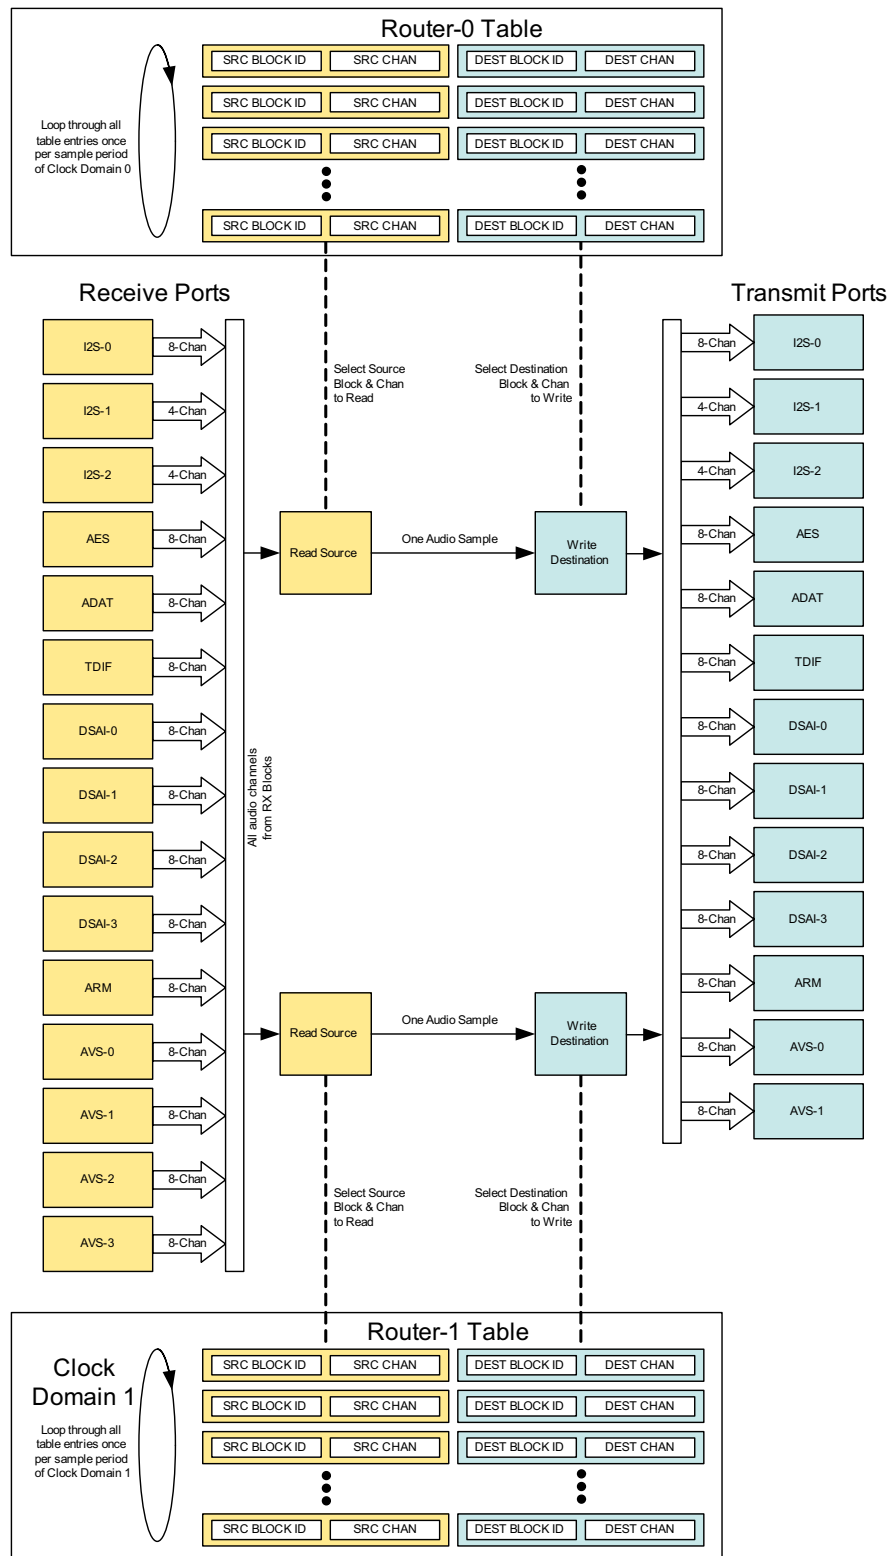 Router-0 Table
SRC BLOCK ID SRC CHAN DEST BLOCK ID DEST CHAN
SRC BLOCK ID SRC CHAN DEST BLOCK ID DEST CHAN
SRC BLOCK ID SRC CHAN DEST BLOCK ID DEST CHAN
SRC BLOCK ID SRC CHAN DEST BLOCK ID DEST CHAN
Loop through all
table entries once
per sample period
of Clock Domain 0
Receive Ports
Transmit Ports
I2S-0 8-Chan
I2S-1 4-Chan
I2S-2 4-Chan
AES 8-Chan
ADAT 8-Chan
TDIF 8-Chan
DSAI-0 8-Chan
DSAI-1 8-Chan
DSAI-2 8-Chan
DSAI-3 8-Chan
ARM 8-Chan
AVS-0 8-Chan
AVS-1 8-Chan
AVS-2 8-Chan
AVS-3 8-Chan
All audio channels
from RX Blocks
Select Source
Block & Chan
to Read
Select Destination
Block & Chan
to Write
Read Source
One Audio Sample
Write
Destination
Read Source
One Audio Sample
Write
Destination
Select Source
Block & Chan
to Read
Select Destination
Block & Chan
to Write
8-Chan I2S-0
4-Chan I2S-1
4-Chan I2S-2
8-Chan AES
8-Chan ADAT
8-Chan TDIF
8-Chan DSAI-0
8-Chan DSAI-1
8-Chan DSAI-2
8-Chan DSAI-3
8-Chan ARM
8-Chan AVS-0
8-Chan AVS-1
Router-1 Table
Clock
Domain 1
Loop through all
table entries once
per sample period
of Clock Domain 1
SRC BLOCK ID SRC CHAN DEST BLOCK ID DEST CHAN
SRC BLOCK ID SRC CHAN DEST BLOCK ID DEST CHAN
SRC BLOCK ID SRC CHAN DEST BLOCK ID DEST CHAN
SRC BLOCK ID SRC CHAN DEST BLOCK ID DEST CHAN